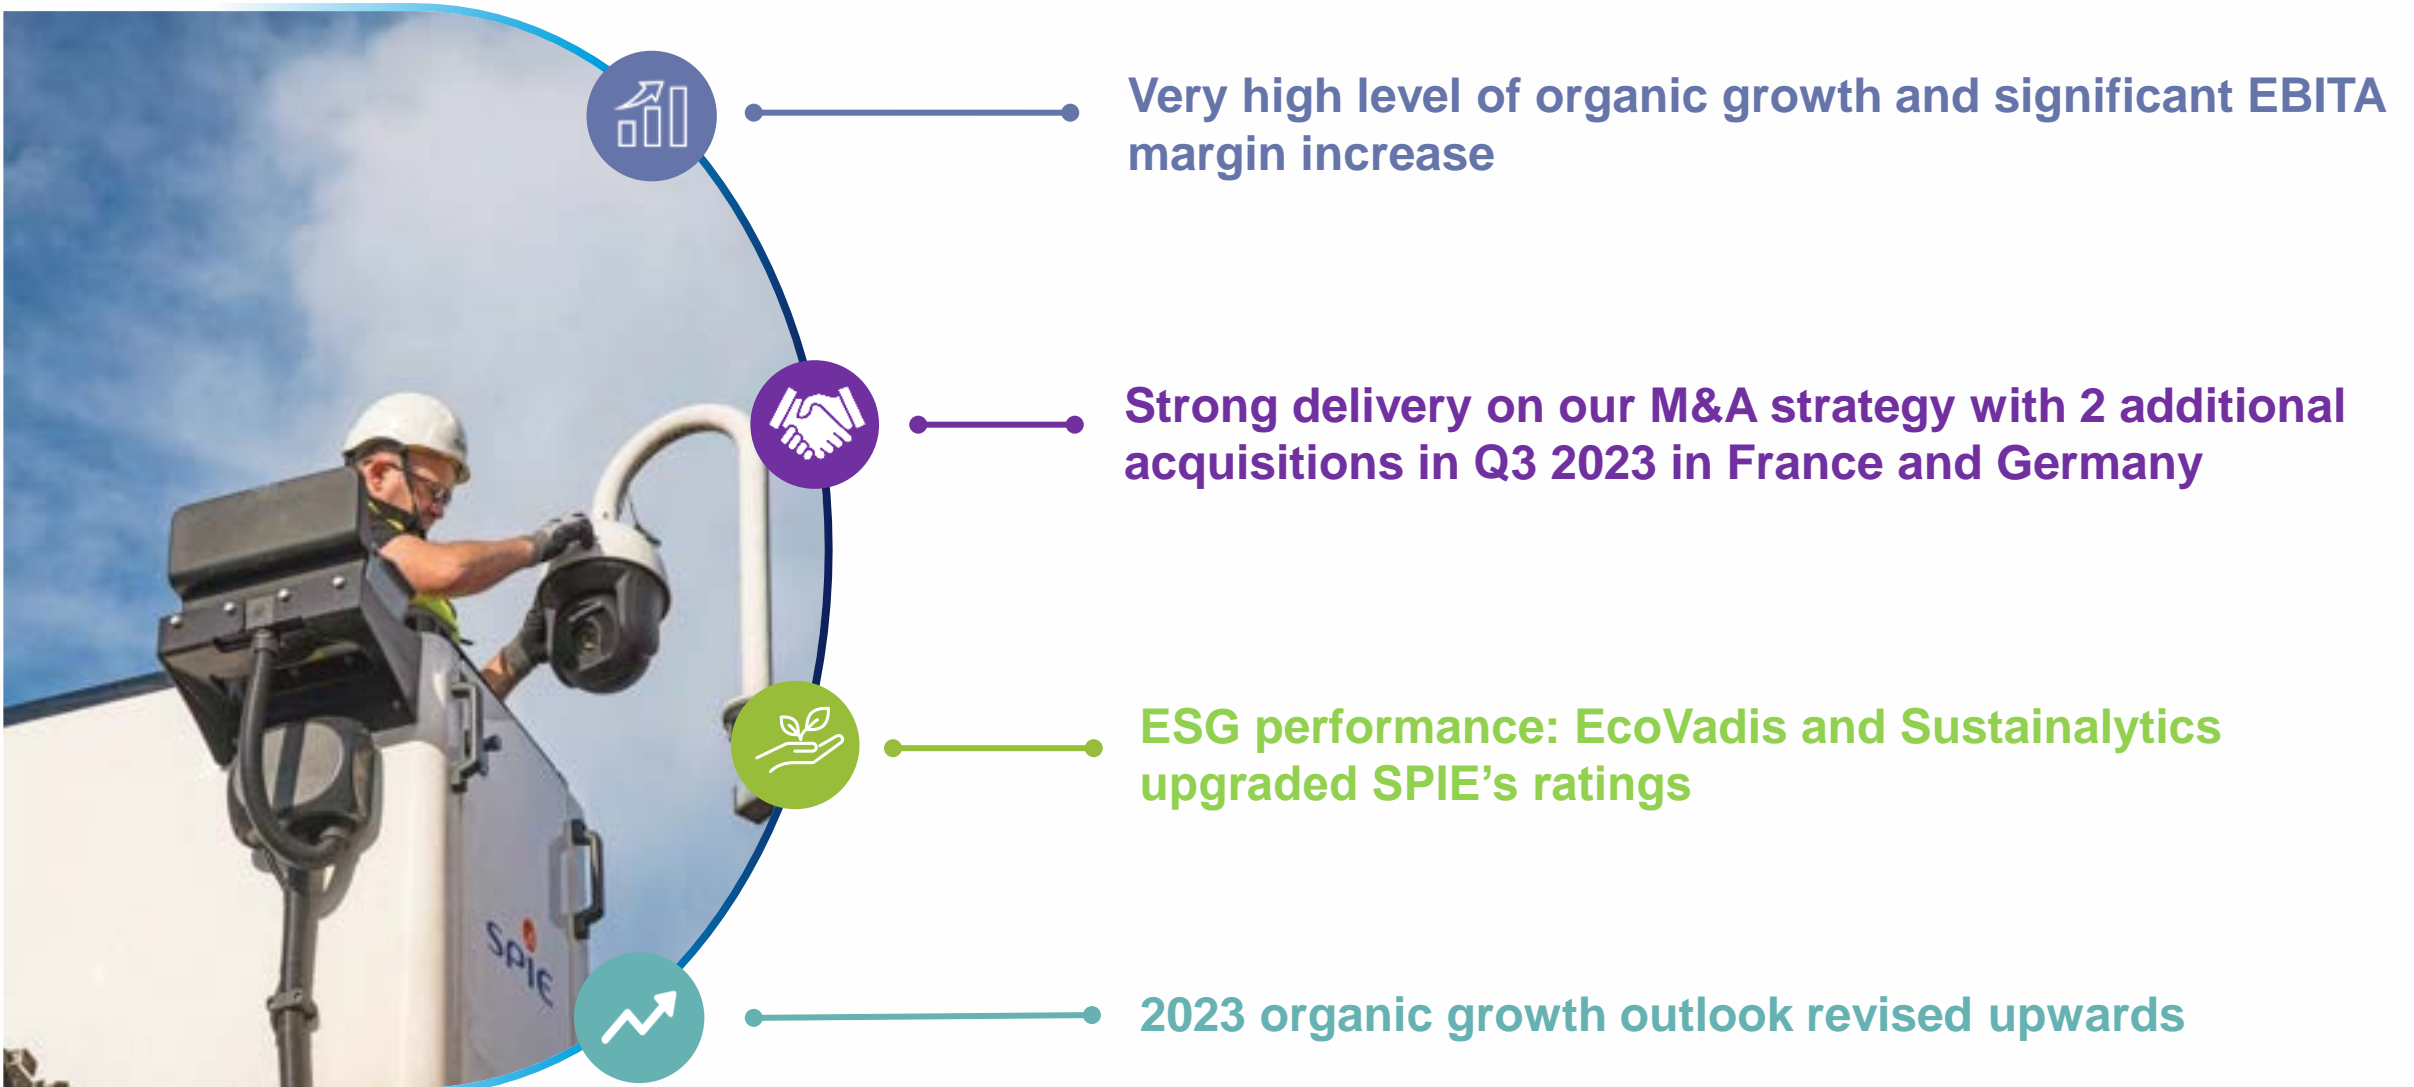 Very high level of organic growth and significant EBITA
margin increase
Strong delivery on our M&A strategy with 2 additional
acquisitions in Q3 2023 in France and Germany
ESG performance: EcoVadis and Sustainalytics
upgraded SPIE’s ratings
SPIE
2023 organic growth outlook revised upwards